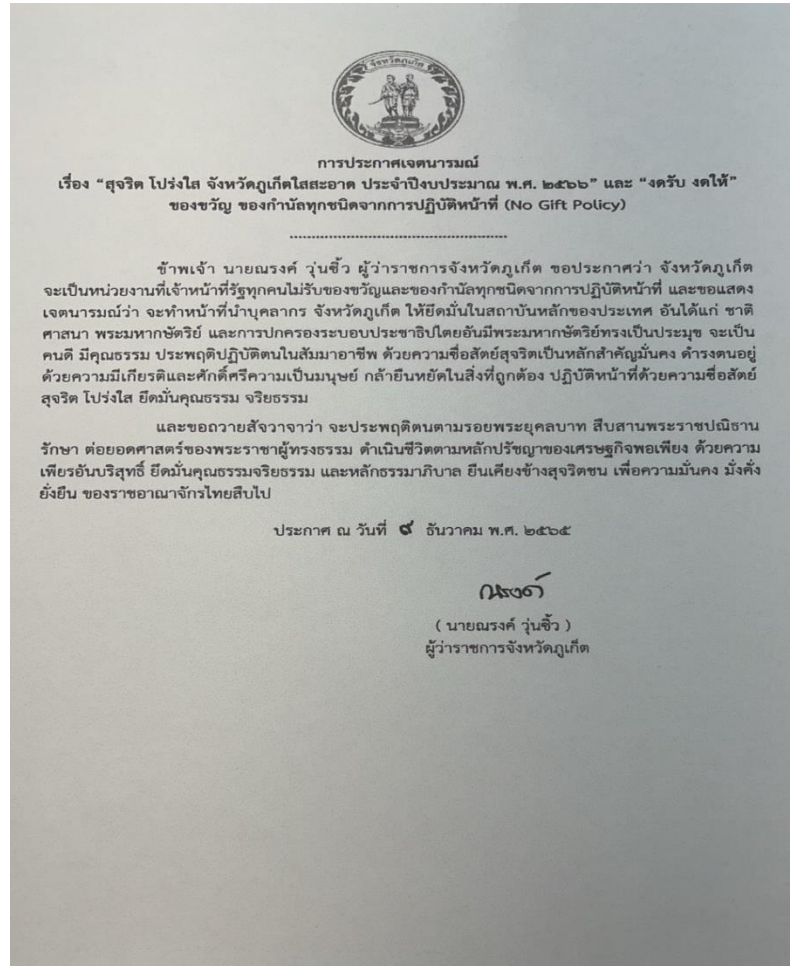 จังหวัดภูเก็ต
การประกาศเจตนารมณ์
เรื่อง “สุจริต โปร่งใส จังหวัดภูเก็ตใสสะอาด ประจำปีงบประมาณ พ.ศ. ๒๕๖๖” และ “งดรับ งดให้”
ของขวัญ ของกำนัลทุกชนิดจากการปฏิบัติหน้าที่ (No Gift Policy)
ข้าพเจ้า นายณรงค์ วุ่นซิ้ว ผู้ว่าราชการจังหวัดภูเก็ต ขอประกาศว่า จังหวัดภูเก็ต
จะเป็นหน่วยงานที่เจ้าหน้าที่รัฐทุกคนไม่รับของขวัญและของกำนัลทุกชนิดจากการปฏิบัติหน้าที่ และขอแสดง
เจตนารมณ์ว่า จะทำหน้าที่นำบุคลากร จังหวัดภูเก็ต ให้ยึดมั่นในสถาบันหลักของประเทศ อันได้แก่ ชาติ
ศาสนา พระมหากษัตริย์ และการปกครองระบอบประชาธิปไตยอันมีพระมหากษัตริย์ทรงเป็นประมุข จะเป็น
คนดี มีคุณธรรม ประพฤติปฏิบัติตนในสัมมาอาชีพ ด้วยความซื่อสัตย์สุจริตเป็นหลักสำคัญมั่นคง ดำรงตนอยู่
ด้วยความมีเกียรติและศักดิ์ศรีความเป็นมนุษย์ กล้ายืนหยัดในสิ่งที่ถูกต้อง ปฏิบัติหน้าที่ด้วยความซื่อสัตย์
สุจริต โปร่งใส ยึดมั่นคุณธรรม จริยธรรม
และขอถวายสัจวาจาว่า จะประพฤติตนตามรอยพระยุคลบาท สืบสานพระราชปณิธาน
รักษา ต่อยอดศาสตร์ของพระราชาผู้ทรงธรรม ดำเนินชีวิตตามหลักปรัชญาของเศรษฐกิจพอเพียง ด้วยความ
เพียรอันบริสุทธิ์ ยึดมั่นคุณธรรมจริยธรรม และหลักธรรมาภิบาล ยืนเคียงข้างสุจริตชน เพื่อความมั่นคง มั่งคั่ง
ยั่งยืน ของราชอาณาจักรไทยสืบไป
ประกาศ ณ วันที่ ๙ ธันวาคม พ.ศ. ๒๕๖๕
ณรงค์
( นายณรงค์ วุ่นซิ้ว )
ผู้ว่าราชการจังหวัดภูเก็ต